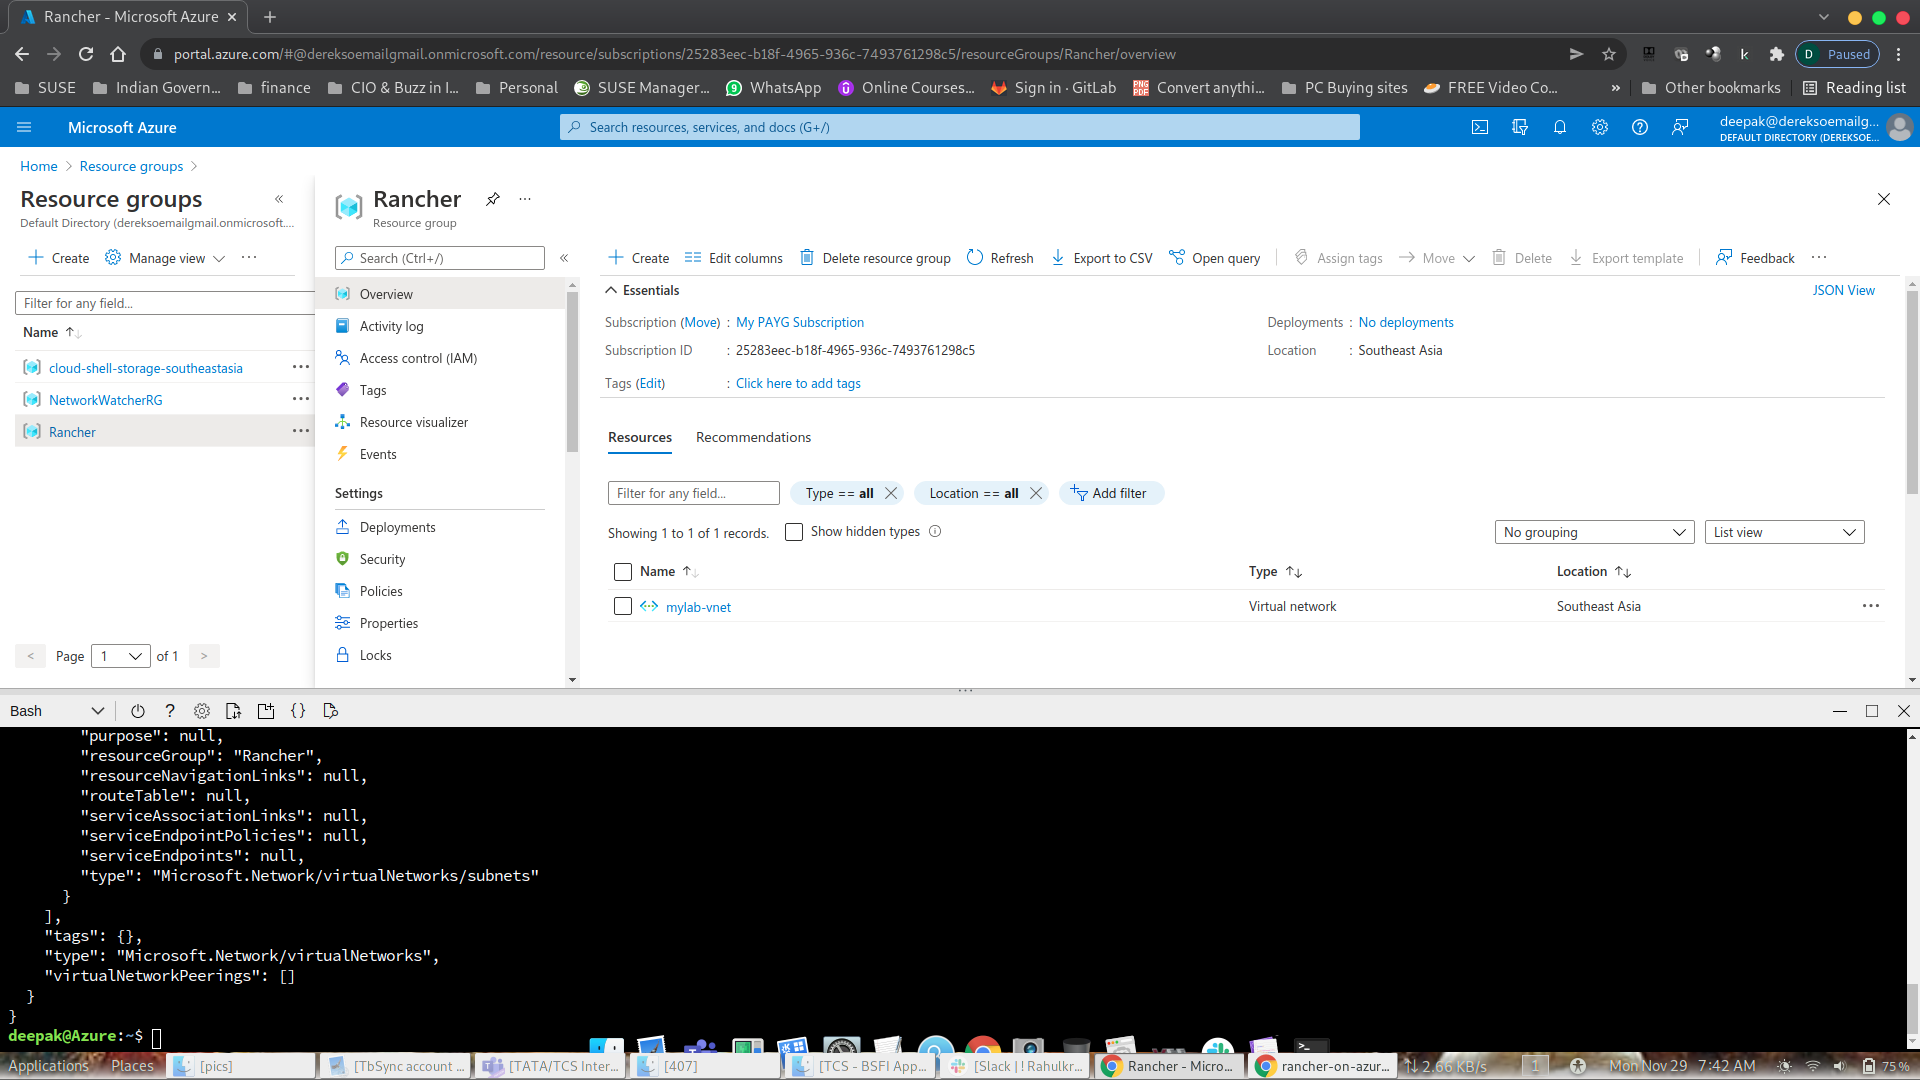 Rancher - Microsoft Azure
portal.azure.com/#@dereksoemailgmail.onmicrosoft.com/resource/subscriptions/25283eec-b18f-4965-936c-7493761298c5/resourceGroups/Rancher/overview
D Paused
SUSE Indian Govern... finance CIO & Buzz in I... Personal SUSE Manager... WhatsApp Online Courses... Sign in · GitLab Convert anythi... PC Buying sites FREE Video Co... » Other bookmarks Reading list
Microsoft Azure
Search resources, services, and docs (G+/)
deepak@dereksoemailg...
DEFAULT DIRECTORY (DEREKSOE...
Home > Resource groups >
Resource groups
Default Directory (dereksoemailgmail.onmicrosoft....
Create Manage view ...
Filter for any field...
Name
cloud-shell-storage-southeastasia
NetworkWatcherRG
Rancher
< Page 1 of 1 >
Rancher
Resource group
Search (Ctrl+/)
Overview
Activity log
Access control (IAM)
Tags
Resource visualizer
Events
Settings
Deployments
Security
Policies
Properties
Locks
Create Edit columns Delete resource group Refresh Export to CSV Open query Assign tags Move Delete Export template Feedback
Essentials
JSON View
Subscription (Move) : My PAYG Subscription
Deployments : No deployments
Subscription ID : 25283eec-b18f-4965-936c-7493761298c5
Location : Southeast Asia
Tags (Edit) : Click here to add tags
Resources Recommendations
Filter for any field... Type == all Location == all Add filter
Showing 1 to 1 of 1 records. Show hidden types
No grouping List view
Name Type Location
mylab-vnet Virtual network Southeast Asia
Bash
? { }
"purpose": null,
"resourceGroup": "Rancher",
"resourceNavigationLinks": null,
"routeTable": null,
"serviceAssociationLinks": null,
"serviceEndpointPolicies": null,
"serviceEndpoints": null,
"type": "Microsoft.Network/virtualNetworks/subnets"
}
],
"tags": {},
"type": "Microsoft.Network/virtualNetworks",
"virtualNetworkPeerings": []
}
}
deepak@Azure:~$
Applications Places [pics] [TbSync account ... [TATA/TCS Inter... [407] [TCS - BSFI App... [Slack | ! Rahulkr... Rancher - Micro... rancher-on-azur... 2.66 KB/s 1 Mon Nov 29 7:42 AM 75%